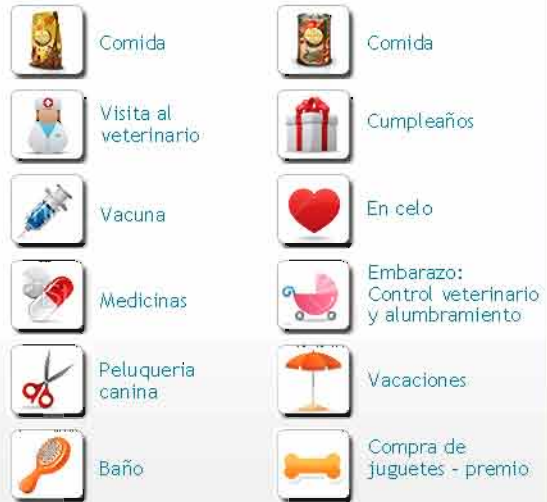 Comida
Comida
Visita al
veterinario
Cumpleaños
Vacuna
En celo
Medicinas
Embarazo:
Control veterinario
y alumbramiento
Peluqueria
canina
Vacaciones
Baño
Compra de
juguetes - premio